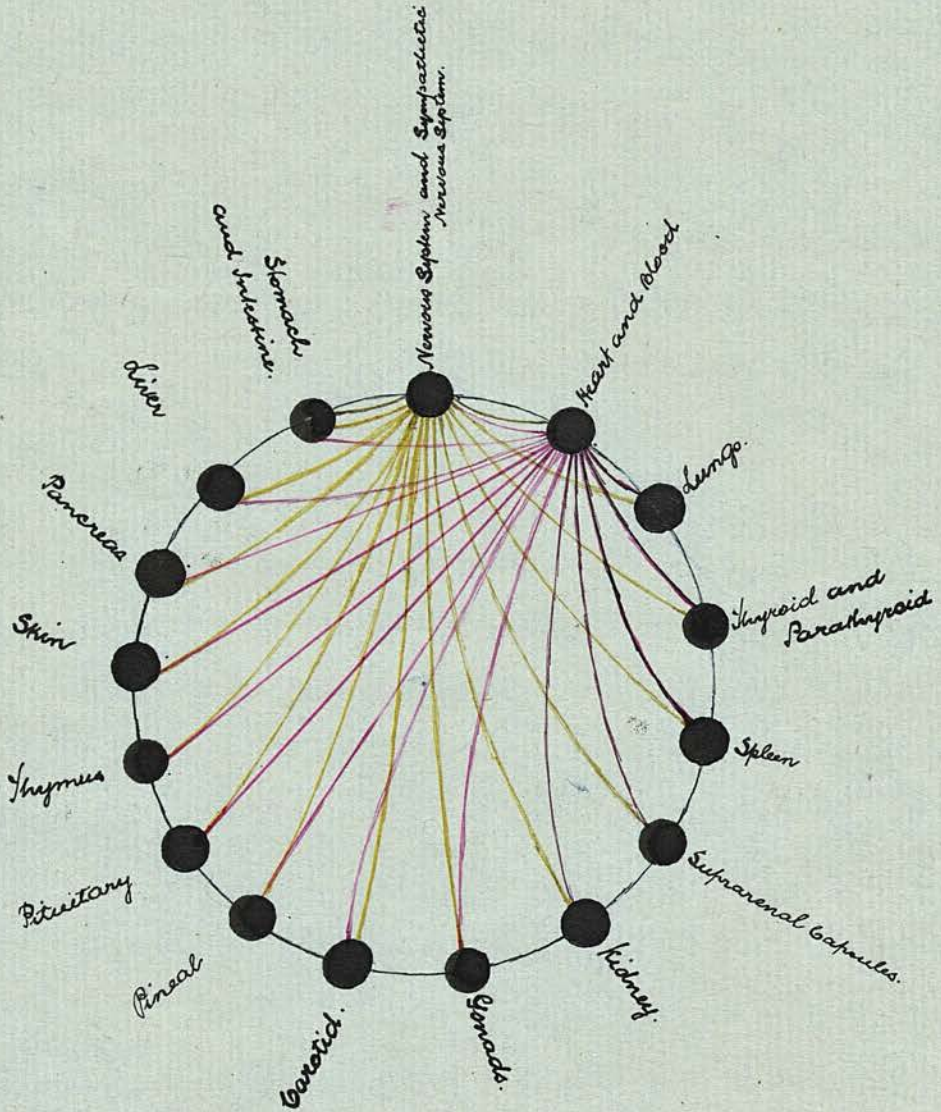 Nervous System and Sympathetic
Nervous System.
Heart and Blood
Lungs.
Thyroid and
Parathyroid
Spleen
Suprarenal Capsules.
Kidney.
Gonads.
Carotid.
Pineal
Pituitary
Thymus
Skin
Pancreas
Liver
Stomach
and Intestine.